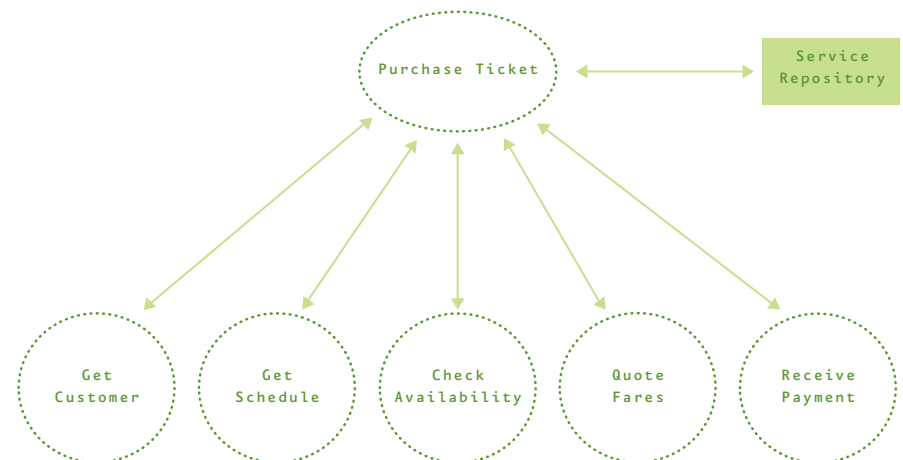 Purchase Ticket
Service
Repository
Get
Customer
Get
Schedule
Check
Availability
Quote
Fares
Receive
Payment